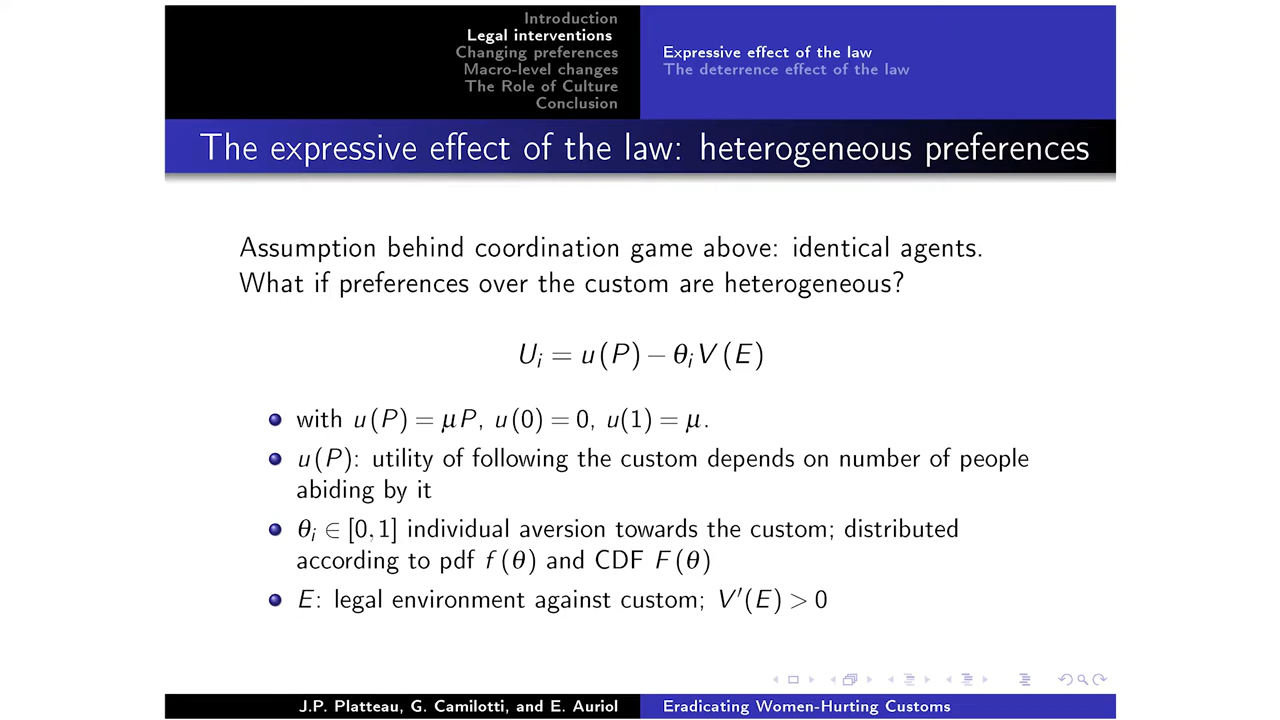 Introduction
Legal interventions
Changing preferences
Macro-level changes
The Role of Culture
Conclusion
Expressive effect of the law
The deterrence effect of the law
The expressive effect of the law: heterogeneous preferences
Assumption behind coordination game above: identical agents.
What if preferences over the custom are heterogeneous?
Uᵢ = u(P) − θᵢV(E)
with u(P) = μP, u(0) = 0, u(1) = μ.
u(P): utility of following the custom depends on number of people
abiding by it
θᵢ ∈ [0,1] individual aversion towards the custom; distributed
according to pdf f(θ) and CDF F(θ)
E: legal environment against custom; V′(E) > 0
J.P. Platteau, G. Camilotti, and E. Auriol
Eradicating Women-Hurting Customs